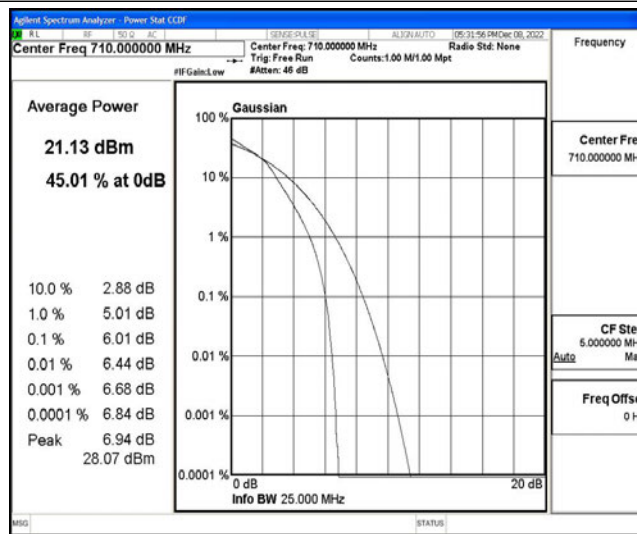 Agilent Spectrum Analyzer - Power Stat CCDF
RL RF 50 Ω AC SENSE:PULSE ALIGN AUTO 05:31:56 PM Dec 08, 2022
Center Freq 710.000000 MHz
Center Freq: 710.000000 MHz Radio Std: None
Trig: Free Run Counts:1.00 M/1.00 Mpt
#IFGain:Low #Atten: 46 dB
Frequency
Average Power
21.13 dBm
45.01 % at 0dB
10.0 % 2.88 dB
1.0 % 5.01 dB
0.1 % 6.01 dB
0.01 % 6.44 dB
0.001 % 6.68 dB
0.0001 % 6.84 dB
Peak 6.94 dB
28.07 dBm
Gaussian
100 %
10 %
1 %
0.1 %
0.01 %
0.001 %
0.0001 %
0 dB 20 dB
Info BW 25.000 MHz
Center Fre
710.000000 MH
CF Ste
5.000000 MH
Auto Ma
Freq Offse
0 H
MSG STATUS